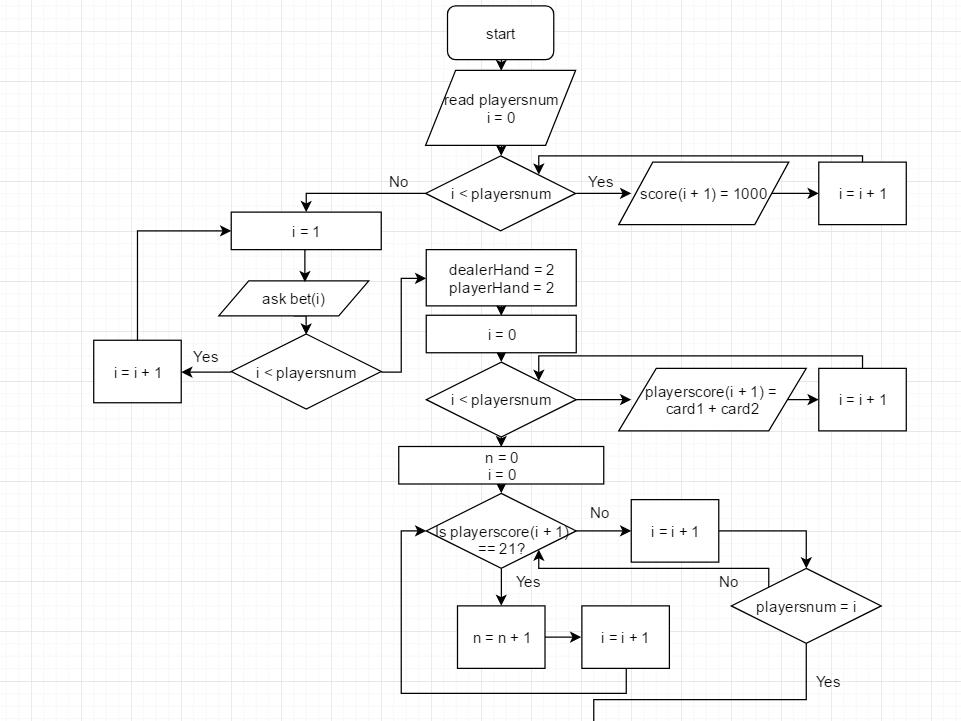 start
read playersnum
i = 0
i < playersnum
No
Yes
score(i + 1) = 1000
i = i + 1
i = 1
ask bet(i)
i < playersnum
Yes
i = i + 1
dealerHand = 2
playerHand = 2
i = 0
i < playersnum
playerscore(i + 1) =
card1 + card2
i = i + 1
n = 0
i = 0
Is playerscore(i + 1)
== 21?
No
i = i + 1
Yes
No
playersnum = i
n = n + 1
i = i + 1
Yes